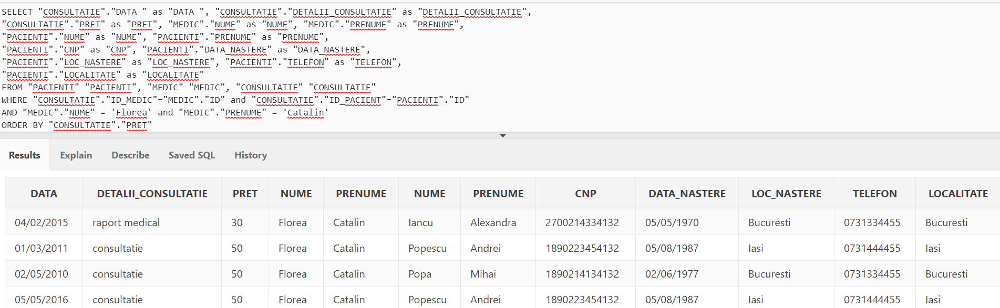 SELECT "CONSULTATIE"."DATA " as "DATA ", "CONSULTATIE"."DETALII_CONSULTATIE" as "DETALII_CONSULTATIE",
"CONSULTATIE"."PRET" as "PRET", "MEDIC"."NUME" as "NUME", "MEDIC"."PRENUME" as "PRENUME",
"PACIENTI"."NUME" as "NUME", "PACIENTI"."PRENUME" as "PRENUME",
"PACIENTI"."CNP" as "CNP", "PACIENTI"."DATA_NASTERE" as "DATA_NASTERE",
"PACIENTI"."LOC_NASTERE" as "LOC_NASTERE", "PACIENTI"."TELEFON" as "TELEFON",
"PACIENTI"."LOCALITATE" as "LOCALITATE"
FROM "PACIENTI" "PACIENTI", "MEDIC" "MEDIC", "CONSULTATIE" "CONSULTATIE"
WHERE "CONSULTATIE"."ID_MEDIC"="MEDIC"."ID" and "CONSULTATIE"."ID_PACIENT"="PACIENTI"."ID"
AND "MEDIC"."NUME" = 'Florea' and "MEDIC"."PRENUME" = 'Catalin'
ORDER BY "CONSULTATIE"."PRET"
Results Explain Describe Saved SQL History
DATA DETALII_CONSULTATIE PRET NUME PRENUME NUME PRENUME CNP DATA_NASTERE LOC_NASTERE TELEFON LOCALITATE
04/02/2015 raport medical 30 Florea Catalin Iancu Alexandra 2700214334132 05/05/1970 Bucuresti 0731334455 Bucuresti
01/03/2011 consultatie 50 Florea Catalin Popescu Andrei 1890223454132 05/08/1987 Iasi 0731444455 Iasi
02/05/2010 consultatie 50 Florea Catalin Popa Mihai 1890214134132 02/06/1977 Bucuresti 0731334455 Bucuresti
05/05/2016 consultatie 50 Florea Catalin Popescu Andrei 1890223454132 05/08/1987 Iasi 0731444455 Iasi